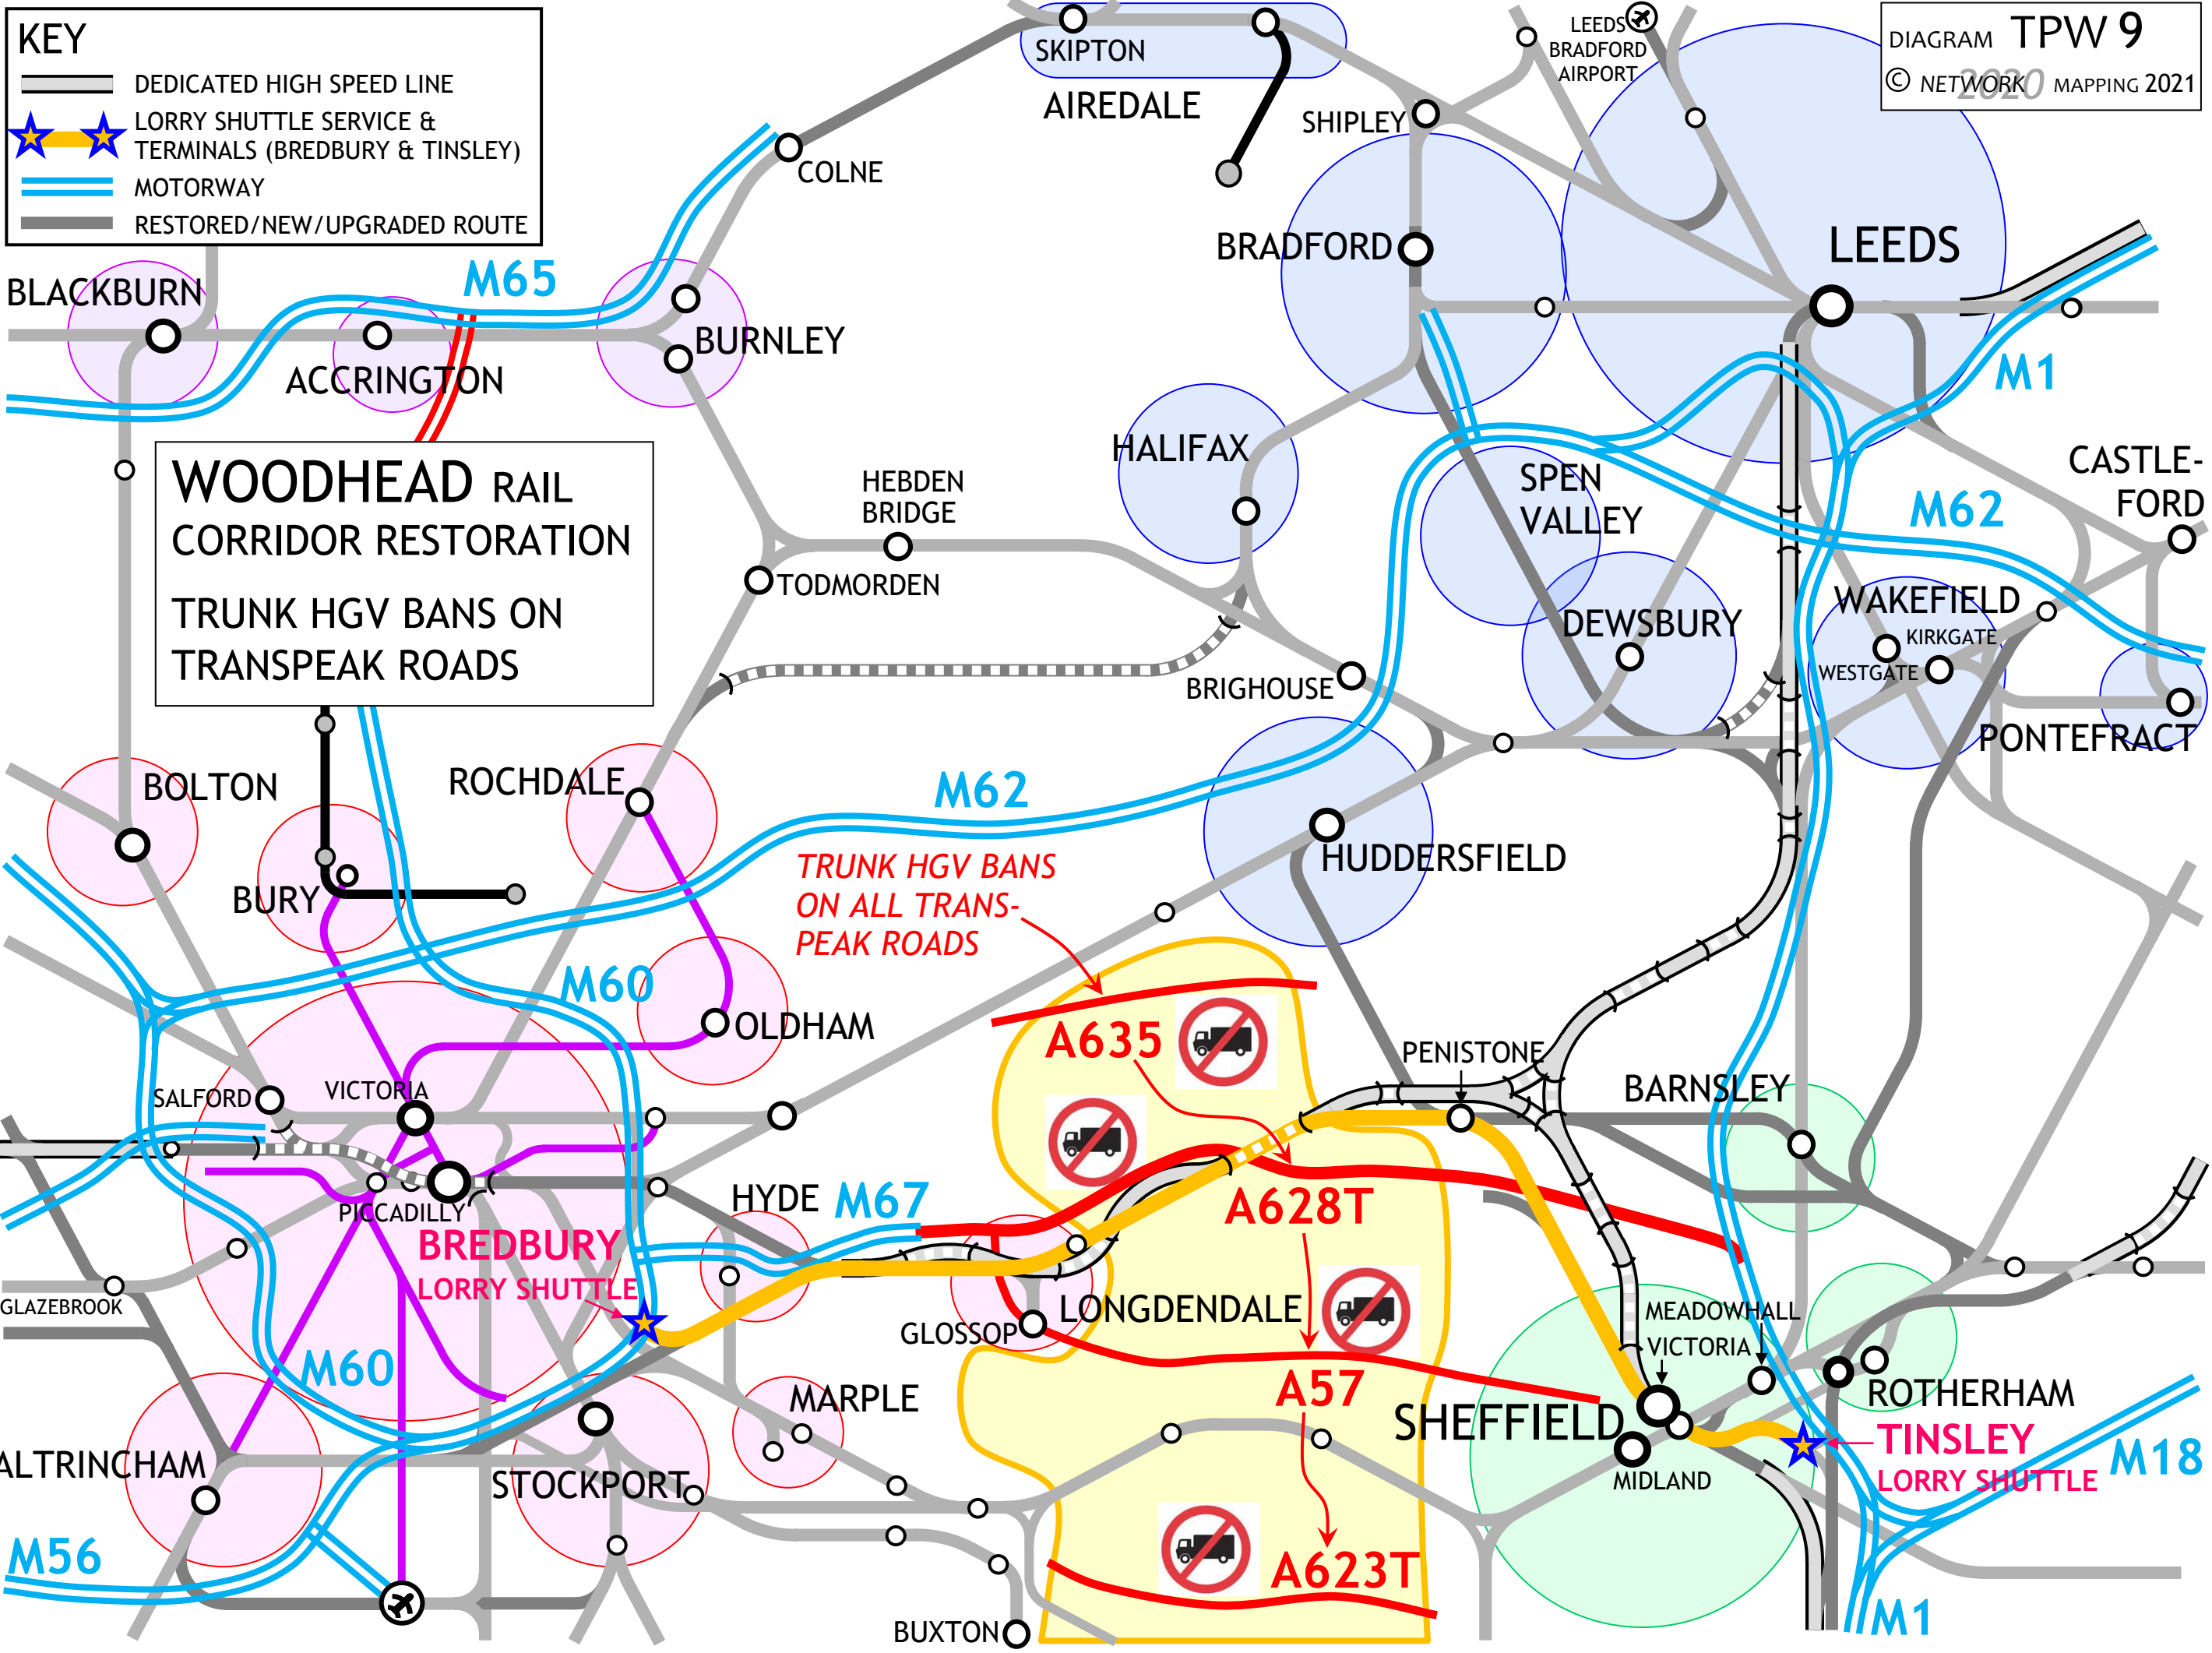 KEY
DEDICATED HIGH SPEED LINE
LORRY SHUTTLE SERVICE &
TERMINALS (BREDBURY & TINSLEY)
MOTORWAY
RESTORED/NEW/UPGRADED ROUTE
DIAGRAM TPW 9
© NETWORK 2020 MAPPING 2021
SKIPTON
AIREDALE
SHIPLEY
LEEDS
BRADFORD
AIRPORT
COLNE
BRADFORD
LEEDS
M65
BLACKBURN
ACCRINGTON
BURNLEY
M1
WOODHEAD RAIL
CORRIDOR RESTORATION
TRUNK HGV BANS ON
TRANSPEAK ROADS
HEBDEN
BRIDGE
TODMORDEN
HALIFAX
SPEN
VALLEY
CASTLE-
FORD
M62
DEWSBURY
WAKEFIELD
KIRKGATE
WESTGATE
BRIGHOUSE
PONTEFRACT
BOLTON
ROCHDALE
M62
BURY
HUDDERSFIELD
TRUNK HGV BANS
ON ALL TRANS-
PEAK ROADS
M60
OLDHAM
A635
PENISTONE
BARNSLEY
SALFORD
VICTORIA
PICCADILLY
HYDE
M67
A628T
BREDBURY
LORRY SHUTTLE
GLAZEBROOK
GLOSSOP
LONGDENDALE
MEADOWHALL
VICTORIA
M60
MARPLE
A57
SHEFFIELD
ROTHERHAM
TINSLEY
LORRY SHUTTLE
M18
ALTRINCHAM
STOCKPORT
MIDLAND
M56
A623T
BUXTON
M1